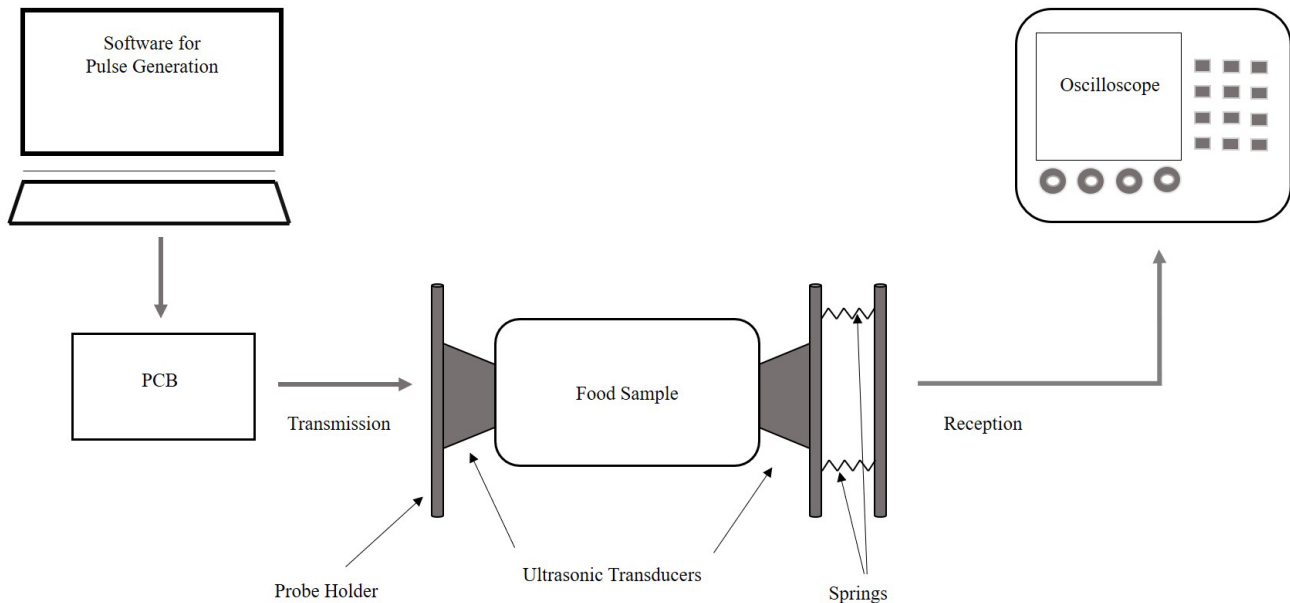 Software for
Pulse Generation
Oscilloscope
PCB
Transmission
Food Sample
Reception
Probe Holder
Ultrasonic Transducers
Springs